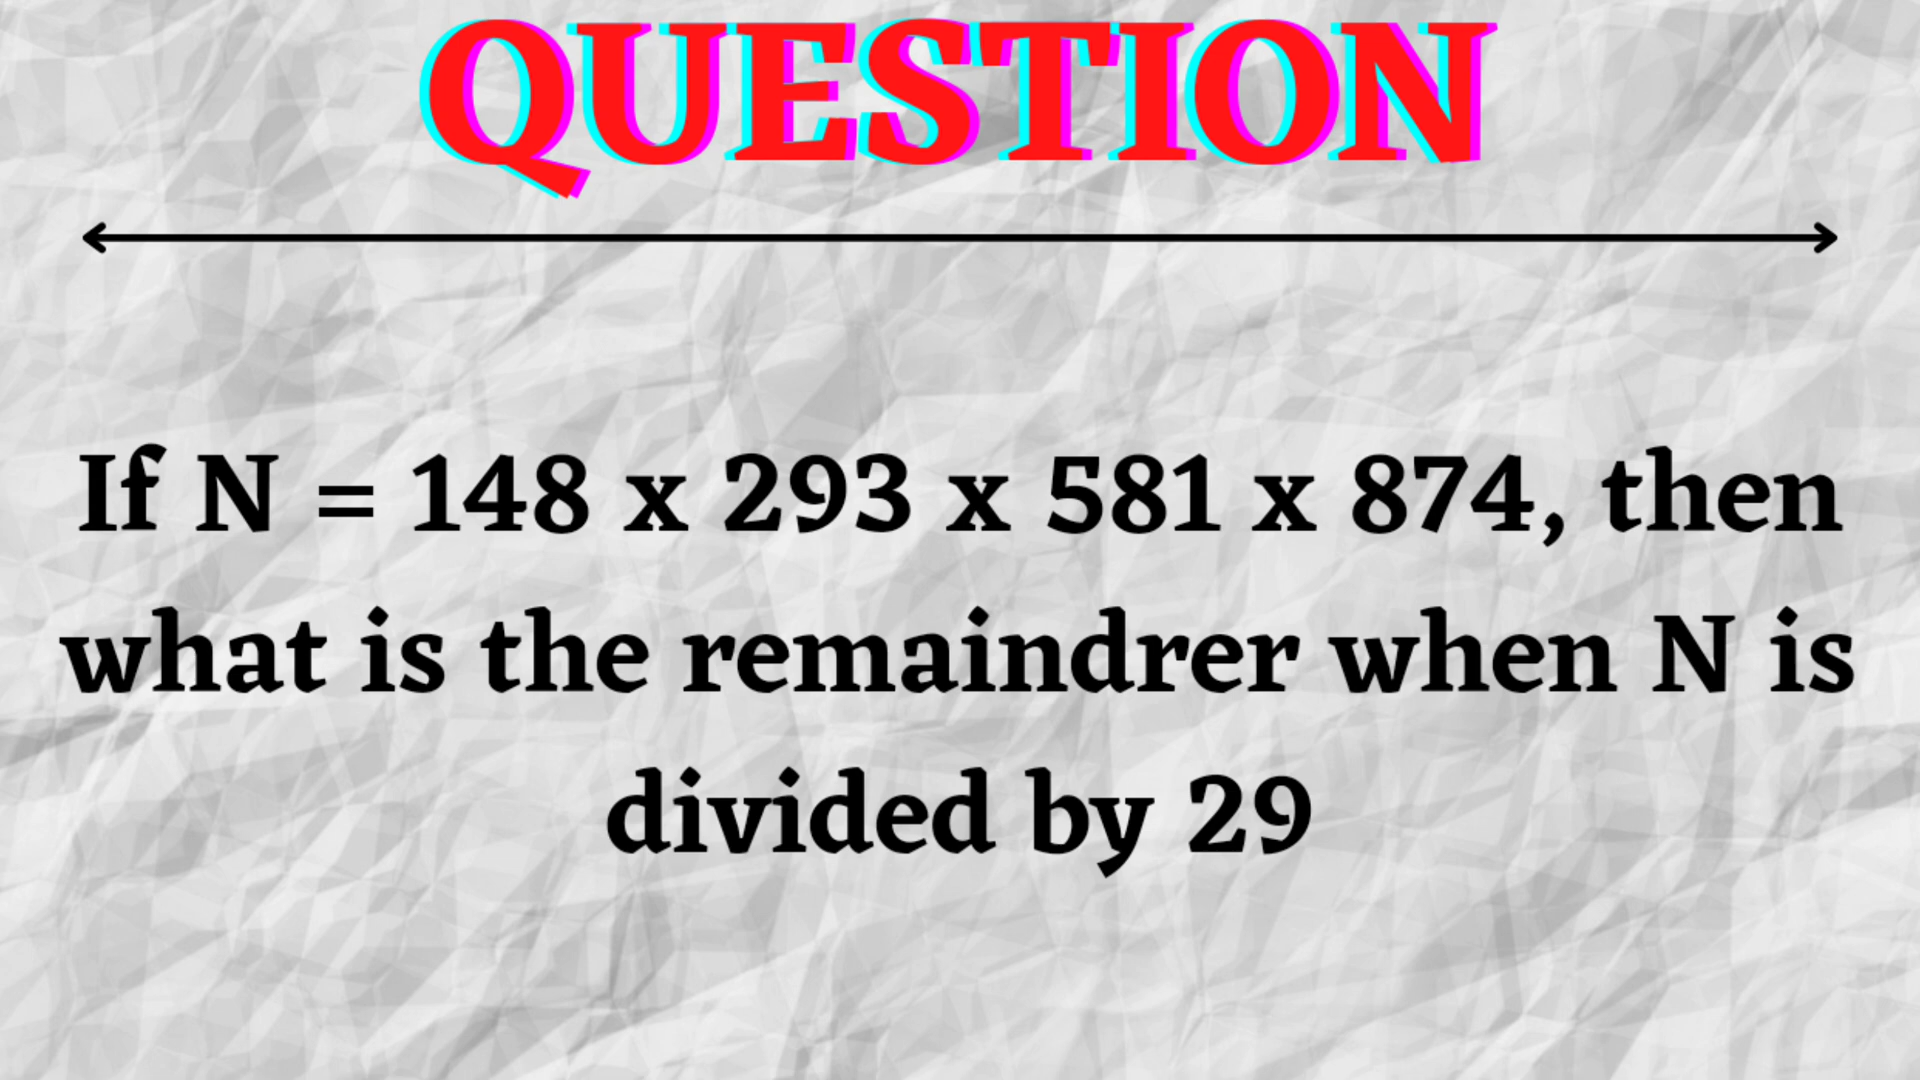 QUESTION
If N = 148 x 293 x 581 x 874, then
what is the remaindrer when N is
divided by 29